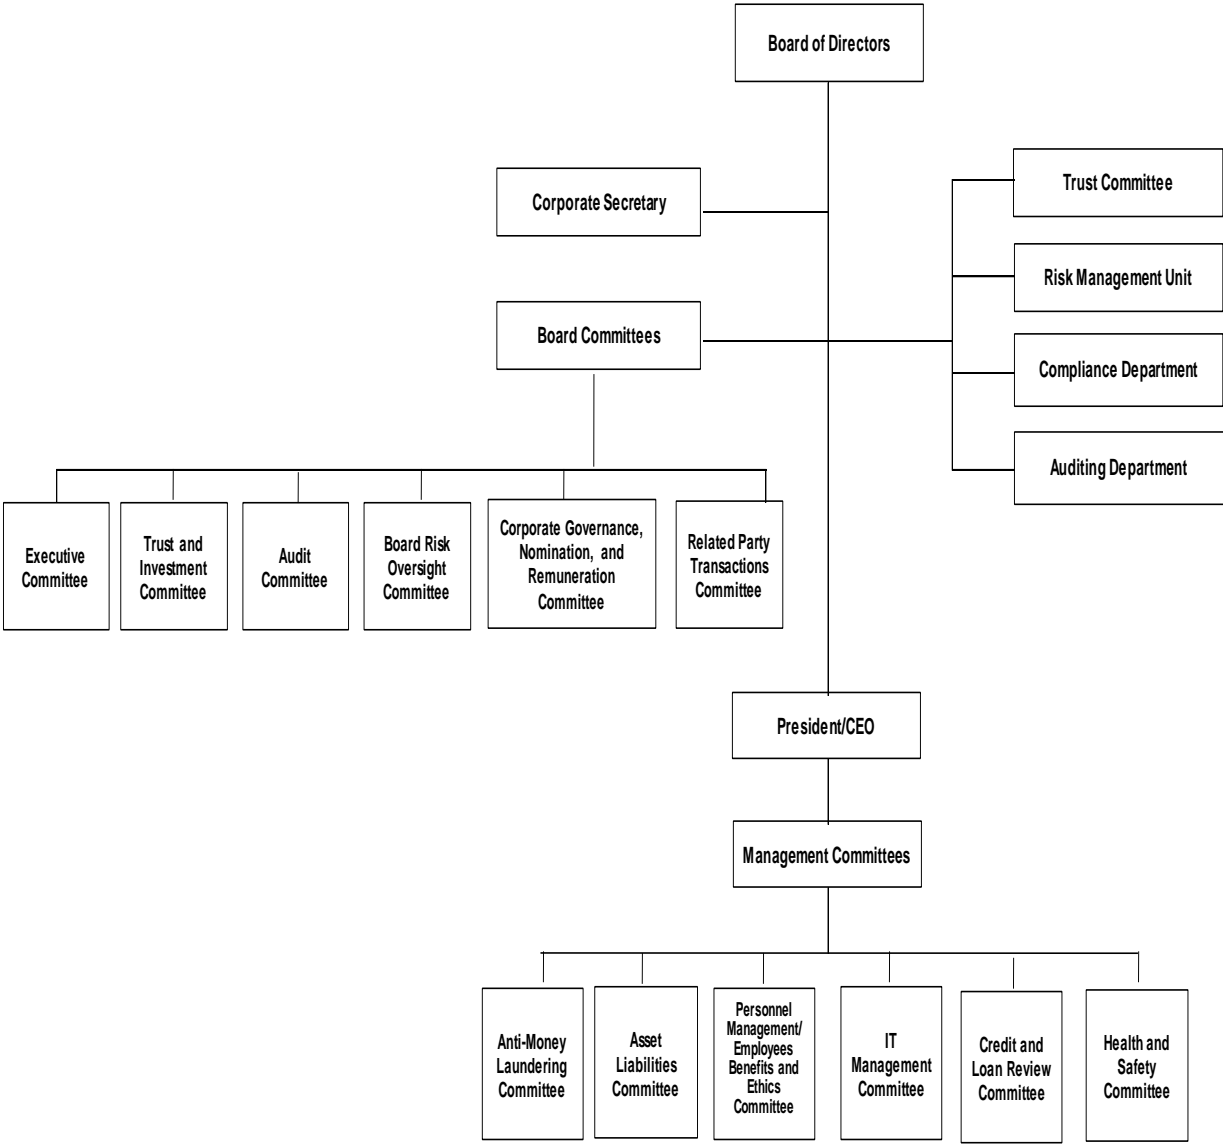 Board of Directors
Corporate Secretary
Trust Committee
Risk Management Unit
Board Committees
Compliance Department
Auditing Department
Executive
Committee
Trust and
Investment
Committee
Audit
Committee
Board Risk
Oversight
Committee
Corporate Governance,
Nomination, and
Remuneration
Committee
Related Party
Transactions
Committee
President/CEO
Management Committees
Anti-Money
Laundering
Committee
Asset
Liabilities
Committee
Personnel
Management/
Employees
Benefits and
Ethics
Committee
IT
Management
Committee
Credit and
Loan Review
Committee
Health and
Safety
Committee